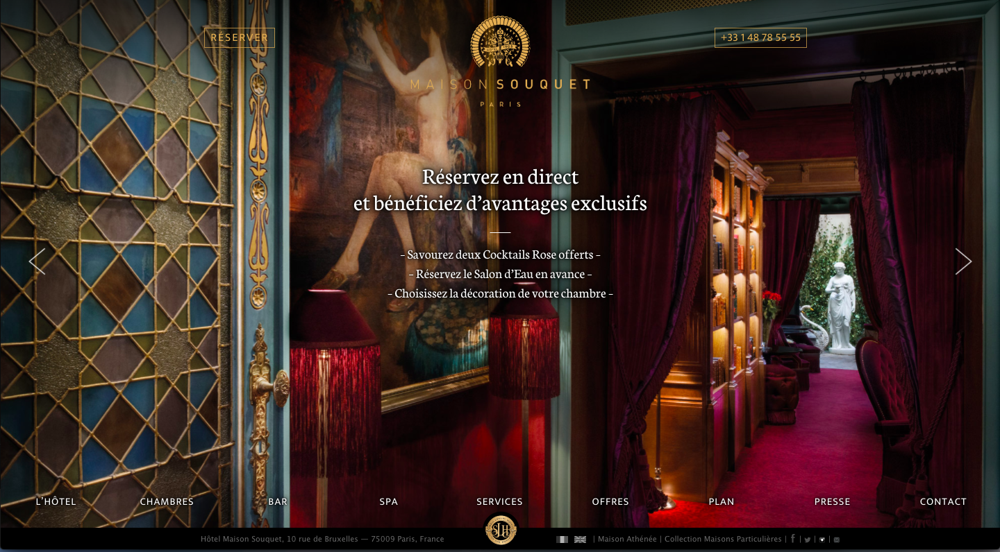 RÉSERVER
+33 1 48 78 55 55
MAISON SOUQUET
PARIS
Réservez en direct
et bénéficiez d’avantages exclusifs
– Savourez deux Cocktails Rose offerts –
– Réservez le Salon d’Eau en avance –
– Choisissez la décoration de votre chambre –
L’HÔTEL CHAMBRES BAR SPA SERVICES OFFRES PLAN PRESSE CONTACT
Hôtel Maison Souquet, 10 rue de Bruxelles — 75009 Paris, France
| Maison Athénée | Collection Maisons Particulières |
SLH